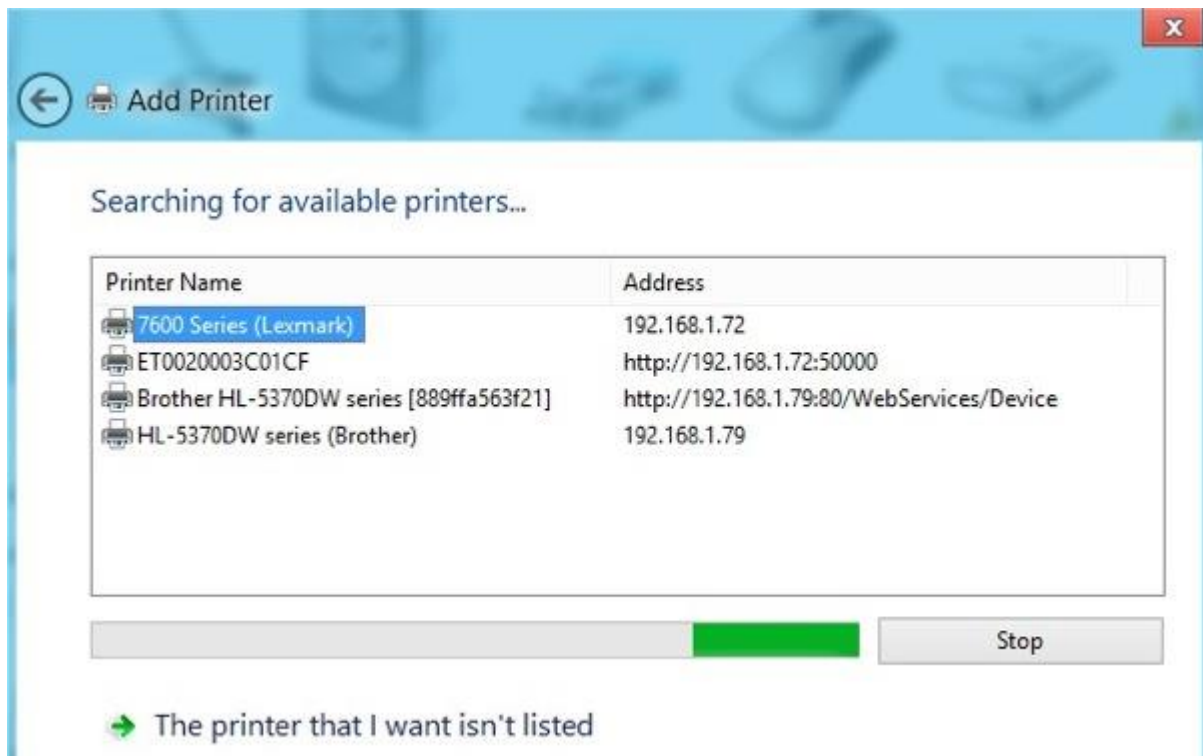 Add Printer
Searching for available printers...
Printer Name Address
7600 Series (Lexmark) 192.168.1.72
ET0020003C01CF http://192.168.1.72:50000
Brother HL-5370DW series [889ffa563f21] http://192.168.1.79:80/WebServices/Device
HL-5370DW series (Brother) 192.168.1.79
Stop
The printer that I want isn't listed